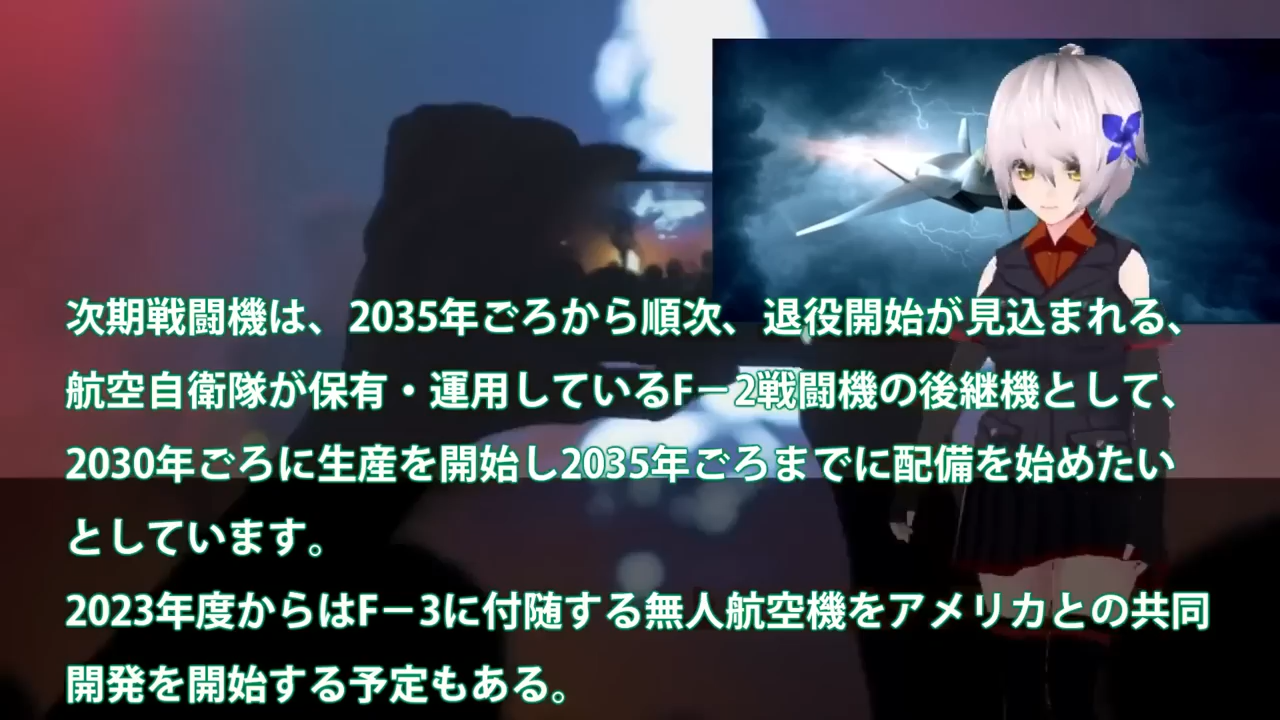 次期戦闘機は、2035年ごろから順次、退役開始が見込まれる、
航空自衛隊が保有・運用しているF－2戦闘機の後継機として、
2030年ごろに生産を開始し2035年ごろまでに配備を始めたい
としています。
2023年度からはF－3に付随する無人航空機をアメリカとの共同
開発を開始する予定もある。